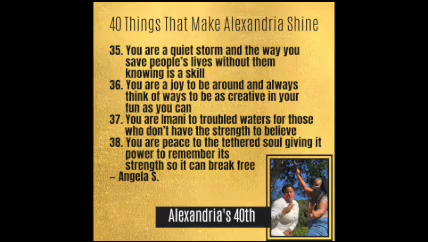 40 Things That Make Alexandria Shine
35. You are a quiet storm and the way you
save people's lives without them
knowing is a skill
36. You are a joy to be around and always
think of ways to be as creative in your
fun as you can
37. You are Imani to troubled waters for those
who don't have the strength to believe
38. You are peace to the tethered soul giving it
power to remember its
strength so it can break free
– Angela S.
Alexandria's 40th